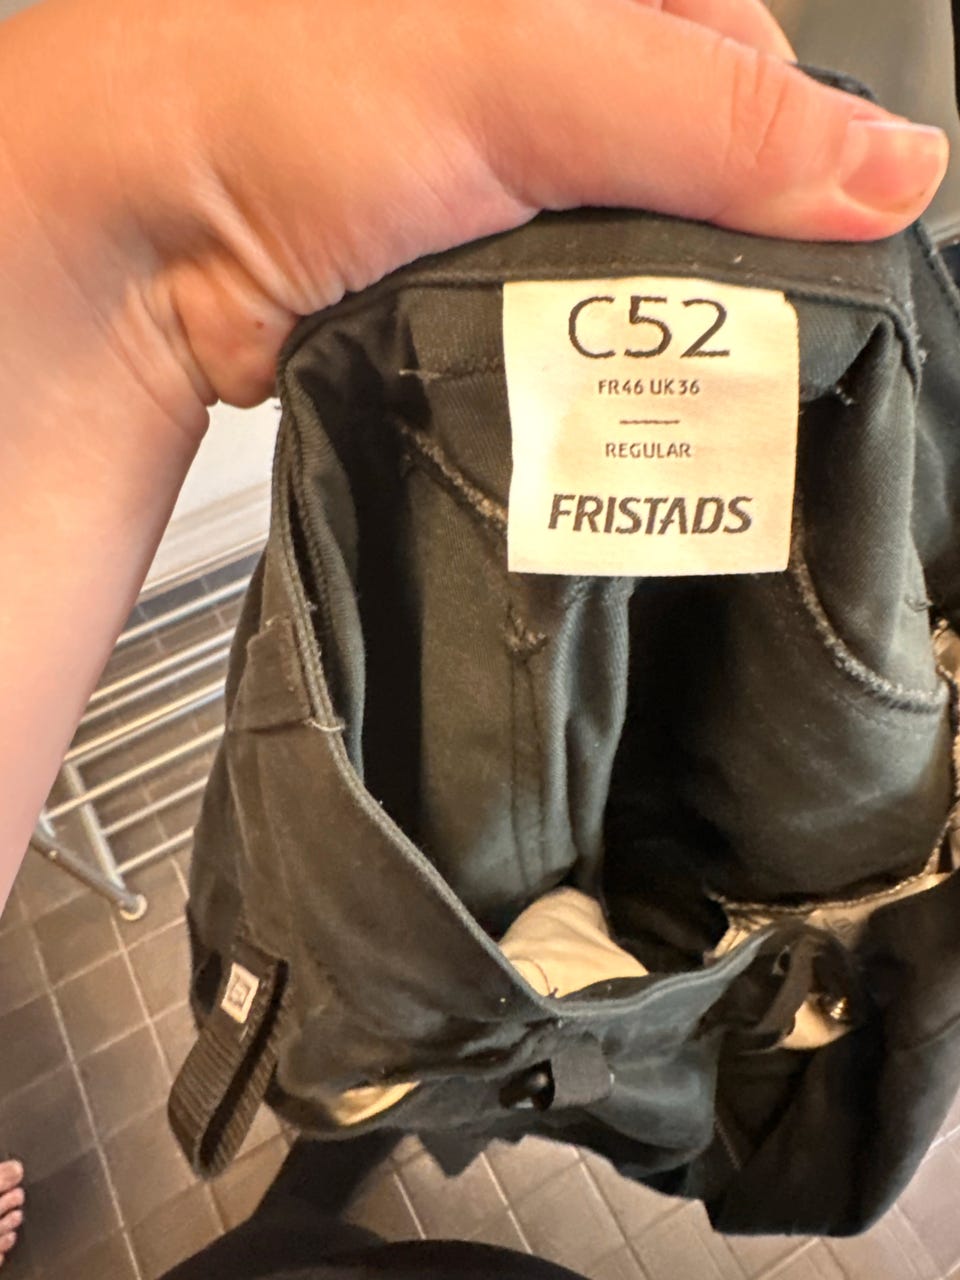 C52
FR46 UK36
REGULAR
FRISTADS